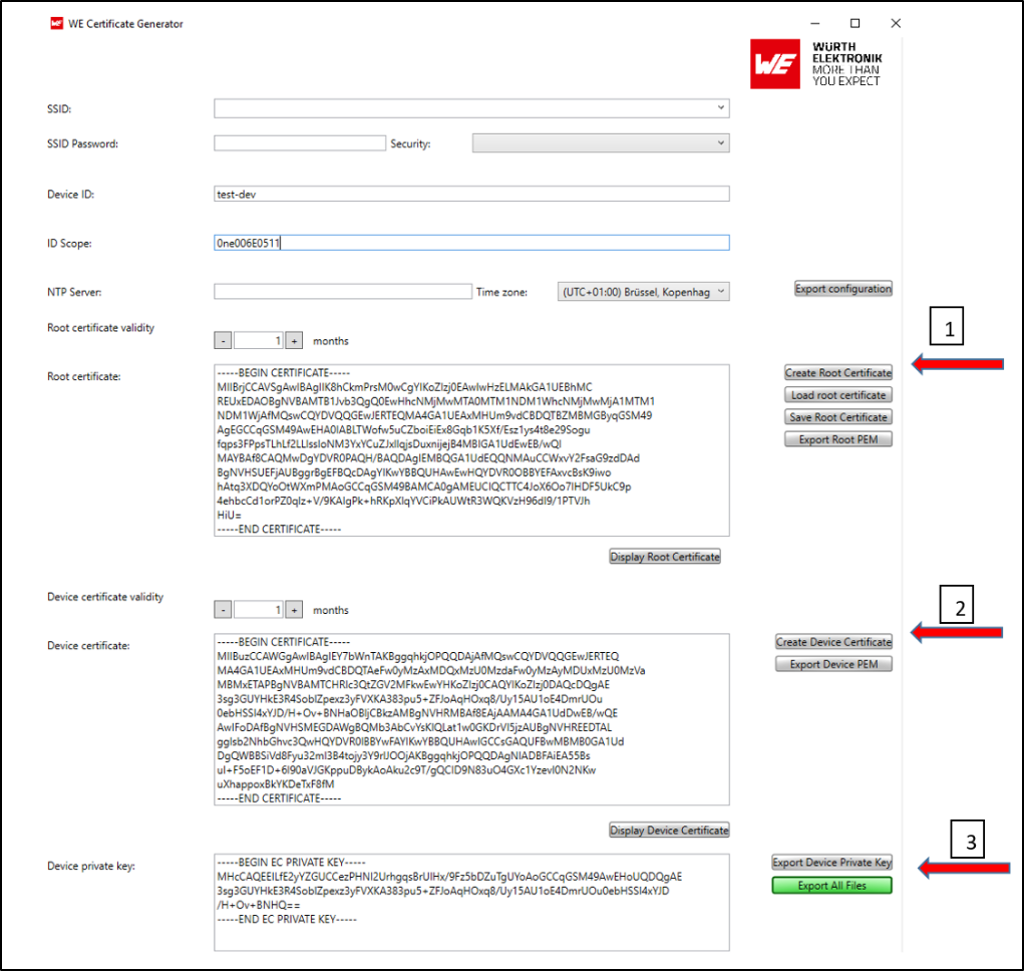 WE Certificate Generator
WE WÜRTH
ELEKTRONIK
MORE THAN
YOU EXPECT
SSID:
SSID Password: Security:
Device ID: test-dev
ID Scope: 0ne006E0511
NTP Server: Time zone: (UTC+01:00) Brüssel, Kopenhag Export configuration
Root certificate validity
- 1 + months
1
Root certificate: Create Root Certificate
Load root certificate
Save Root Certificate
Export Root PEM
-----BEGIN CERTIFICATE-----
MIIBrjCCAVSgAwIBAgIIK8hCkmPrsM0wCgYIKoZIzj0EAwIwHzELMAkGA1UEBhMC
REUxEDAOBgNVBAMTB1Jvb3QgQ0EwHhcNMjMwMTA0MTM1NDM1WhcNMjMwMjA1MTM1
NDM1WjAfMQswCQYDVQQGEwJERTEQMA4GA1UEAxMHUm9vdCBDQTBZMBMGByqGSM49
AgEGCCqGSM49AwEHA0IABLTWofw5uCZboiEiEx8Gqb1K5Xf/Esz1ys4t8e29Sogu
fqps3FPpsTLhLf2LLIssloNM3YxYCuZJxIlqjsDuxnijejB4MBIGA1UdEwEB/wQI
MAYBAf8CAQMwDgYDVR0PAQH/BAQDAgIEMBQGA1UdEQQNMAuCCWxvY2FsaG9zdDAd
BgNVHSUEFjAUBggrBgEFBQcDAgYIKwYBBQUHAwEwHQYDVR0OBBYEFAxvcBsK9iwo
hAtq3XDQYoOtWXmPMAoGCCqGSM49BAMCA0gAMEUCIQCTTC4JoX6Oo7IHDF5UkC9p
4ehbcCd1orPZ0qIz+V/9KAIgPk+hRKpXIqYVCiPkAUWtR3WQKVzH96dI9/1PTVJh
HiU=
-----END CERTIFICATE-----
Display Root Certificate
Device certificate validity
- 1 + months
2
Device certificate: Create Device Certificate
Export Device PEM
-----BEGIN CERTIFICATE-----
MIIBuzCCAWGgAwIBAgIEY7bWnTAKBggqhkjOPQQDAjAfMQswCQYDVQQGEwJERTEQ
MA4GA1UEAxMHUm9vdCBDQTAeFw0yMzAxMDQxMzU0MzdaFw0yMzAyMDUxMzU0MzVa
MBMxETAPBgNVBAMTCHRlc3QtZGV2MFkwEwYHKoZIzj0CAQYIKoZIzj0DAQcDQgAE
3sg3GUYHkE3R4SobIZpexz3yFVXKA383pu5+ZFJoAqHOxq8/Uy15AU1oE4DmrUOu
0ebHSSI4xYJD/H+Ov+BNHaOBljCBkzAMBgNVHRMBAf8EAjAAMA4GA1UdDwEB/wQE
AwIFoDAfBgNVHSMEGDAWgBQMb3AbCvYsKIQLat1w0GKDrVl5jzAUBgNVHREEDTAL
gglsb2NhbGhvc3QwHQYDVR0lBBYwFAYIKwYBBQUHAwIGCCsGAQUFBwMBMB0GA1Ud
DgQWBBSiVd8Fyu32mI3B4tojy3Y9rIJOOjAKBggqhkjOPQQDAgNIADBFAiEA55Bs
uI+F5oEF1D+6l90aVJGKppuDBykAoAku2c9T/gQCID9N83uO4GXc1YzevI0N2NKw
uXhappoxBkYKDeTxF8fM
-----END CERTIFICATE-----
Display Device Certificate
3
Device private key: Export Device Private Key
Export All Files
-----BEGIN EC PRIVATE KEY-----
MHcCAQEEILfE2yYZGUCCezPHNI2UrhgqsBrUIHx/9Fz5bDZuTgUYoAoGCCqGSM49AwEHoUQDQgAE
3sg3GUYHkE3R4SobIZpexz3yFVXKA383pu5+ZFJoAqHOxq8/Uy15AU1oE4DmrUOu0ebHSSI4xYJD
/H+Ov+BNHQ==
-----END EC PRIVATE KEY-----